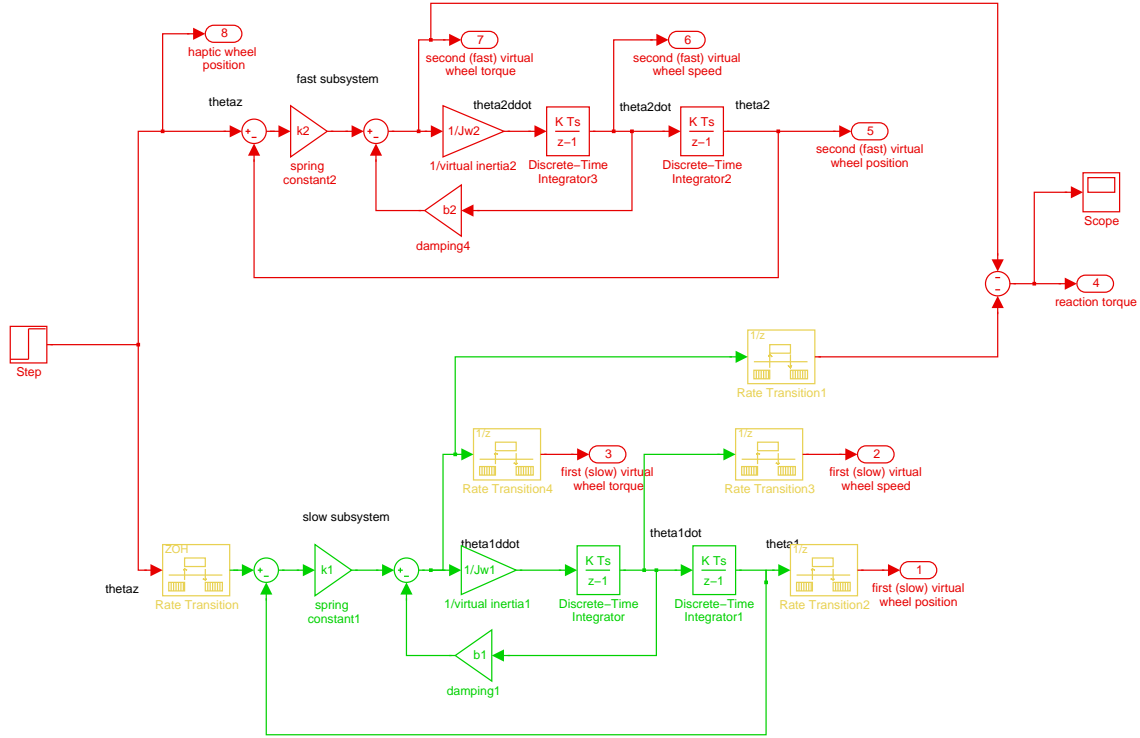 8
haptic wheel
position
7
second (fast) virtual
wheel torque
6
second (fast) virtual
wheel speed
fast subsystem
thetaz
theta2ddot
theta2dot
theta2
+
−
k2
spring
constant2
+
−
1/Jw2
1/virtual inertia2
K Ts
z−1
Discrete−Time
Integrator3
K Ts
z−1
Discrete−Time
Integrator2
5
second (fast) virtual
wheel position
b2
damping4
Scope
−
−
4
reaction torque
Step
1/z
Rate Transition1
1/z
Rate Transition4
3
first (slow) virtual
wheel torque
1/z
Rate Transition3
2
first (slow) virtual
wheel speed
slow subsystem
theta1ddot
theta1dot
theta1
thetaz
ZOH
Rate Transition
+
−
k1
spring
constant1
+
−
1/Jw1
1/virtual inertia1
K Ts
z−1
Discrete−Time
Integrator
K Ts
z−1
Discrete−Time
Integrator1
1/z
Rate Transition2
1
first (slow) virtual
wheel position
b1
damping1